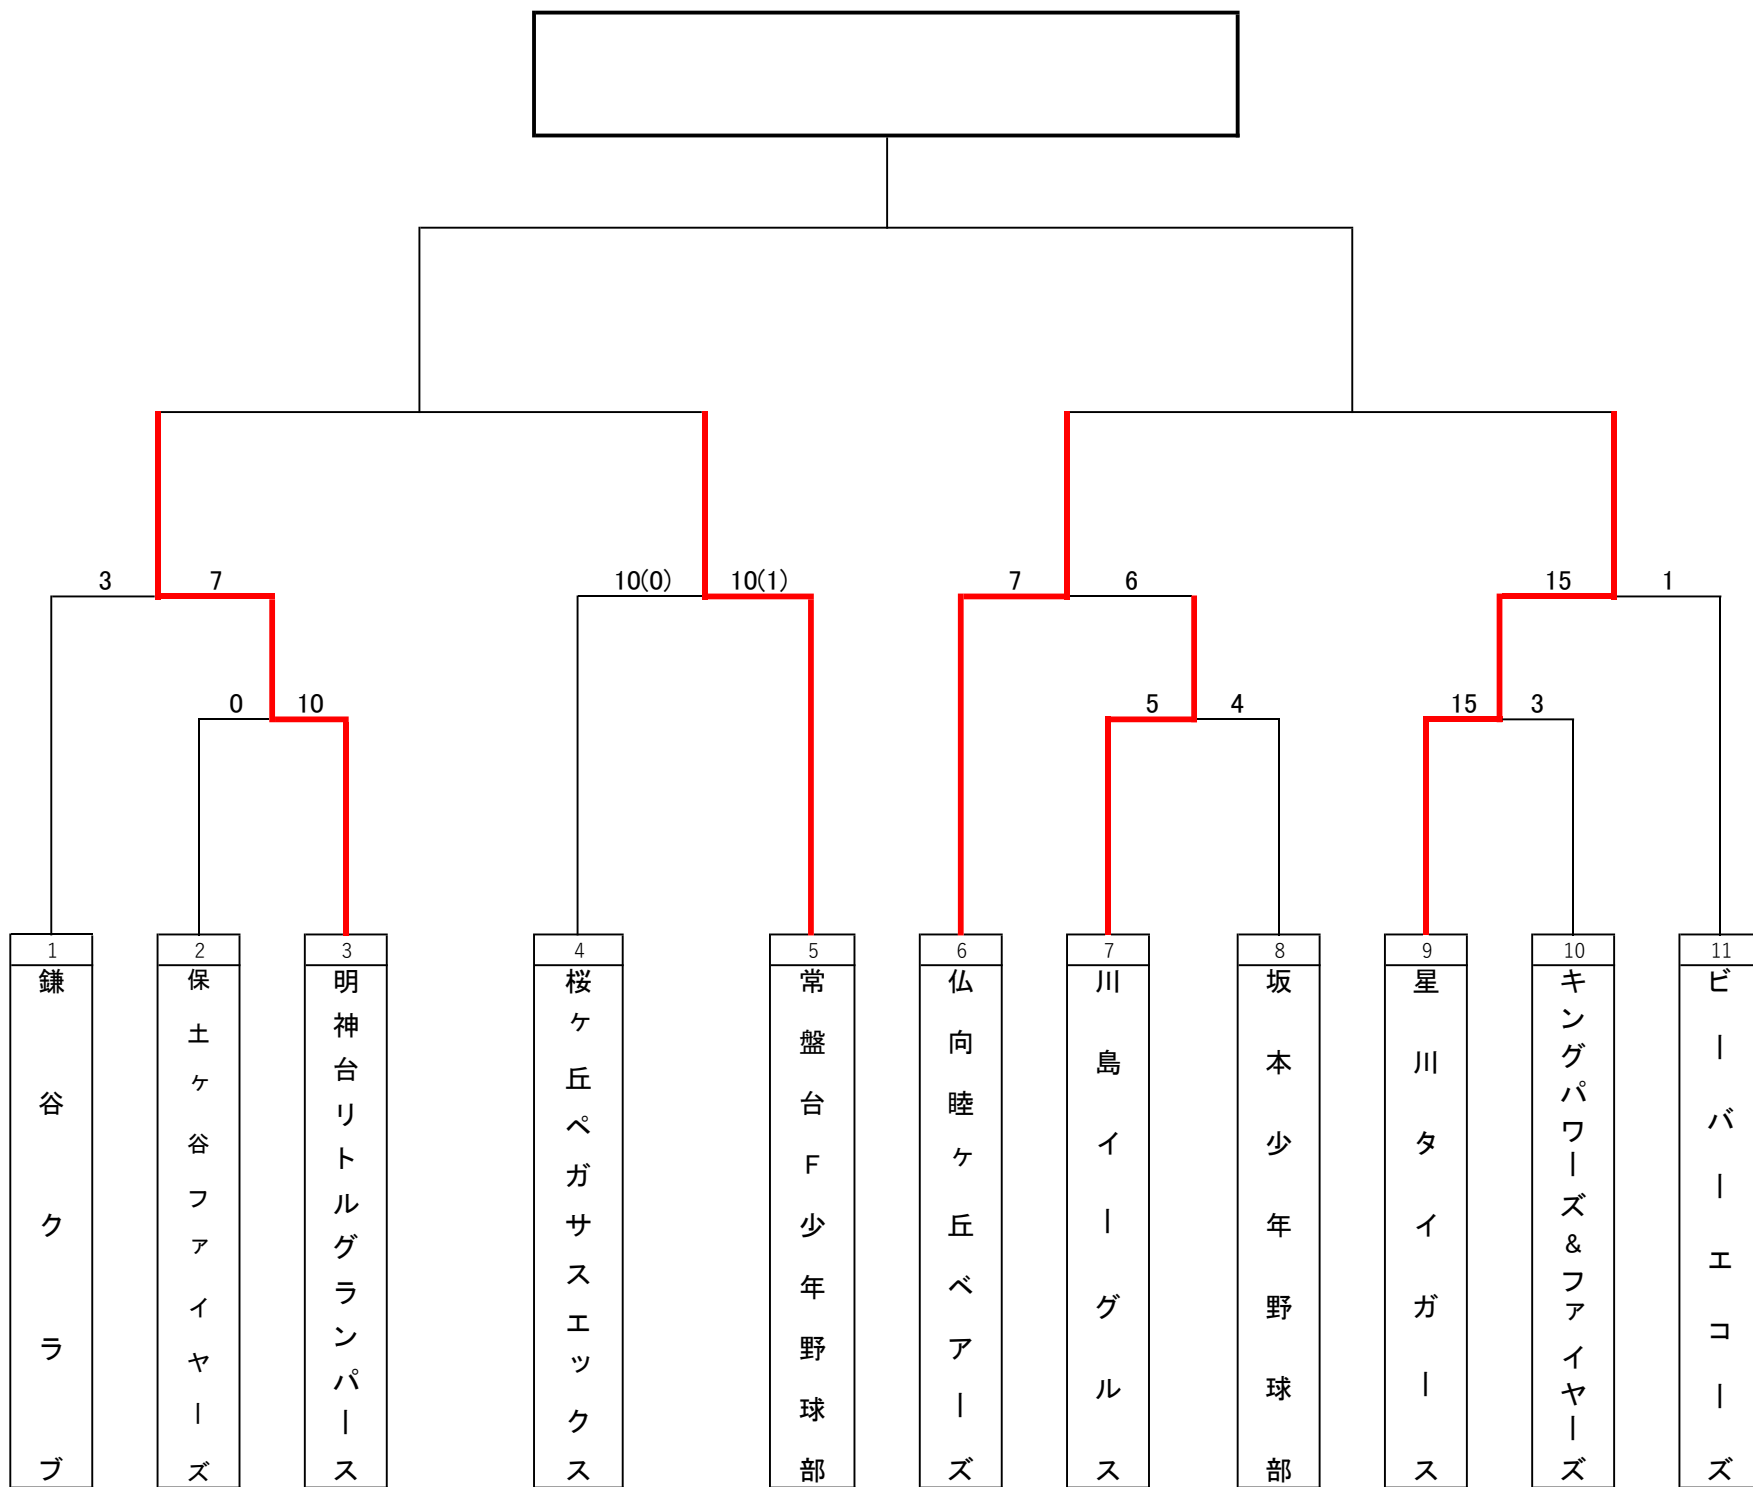 3 7 10(0) 10(1) 7 6 15 1
0 10 5 4 15 3
1 2 3 4 5 6 7 8 9 10 11
鎌谷クラブ
保土ヶ谷ファイヤーズ
明神台リトルグランパース
桜ヶ丘ペガサスエックス
常盤台F少年野球部
仏向睦ヶ丘ベアーズ
川島イーグルス
坂本少年野球部
星川タイガース
キングパワーズ&ファイヤーズ
ビーバーエコーズ